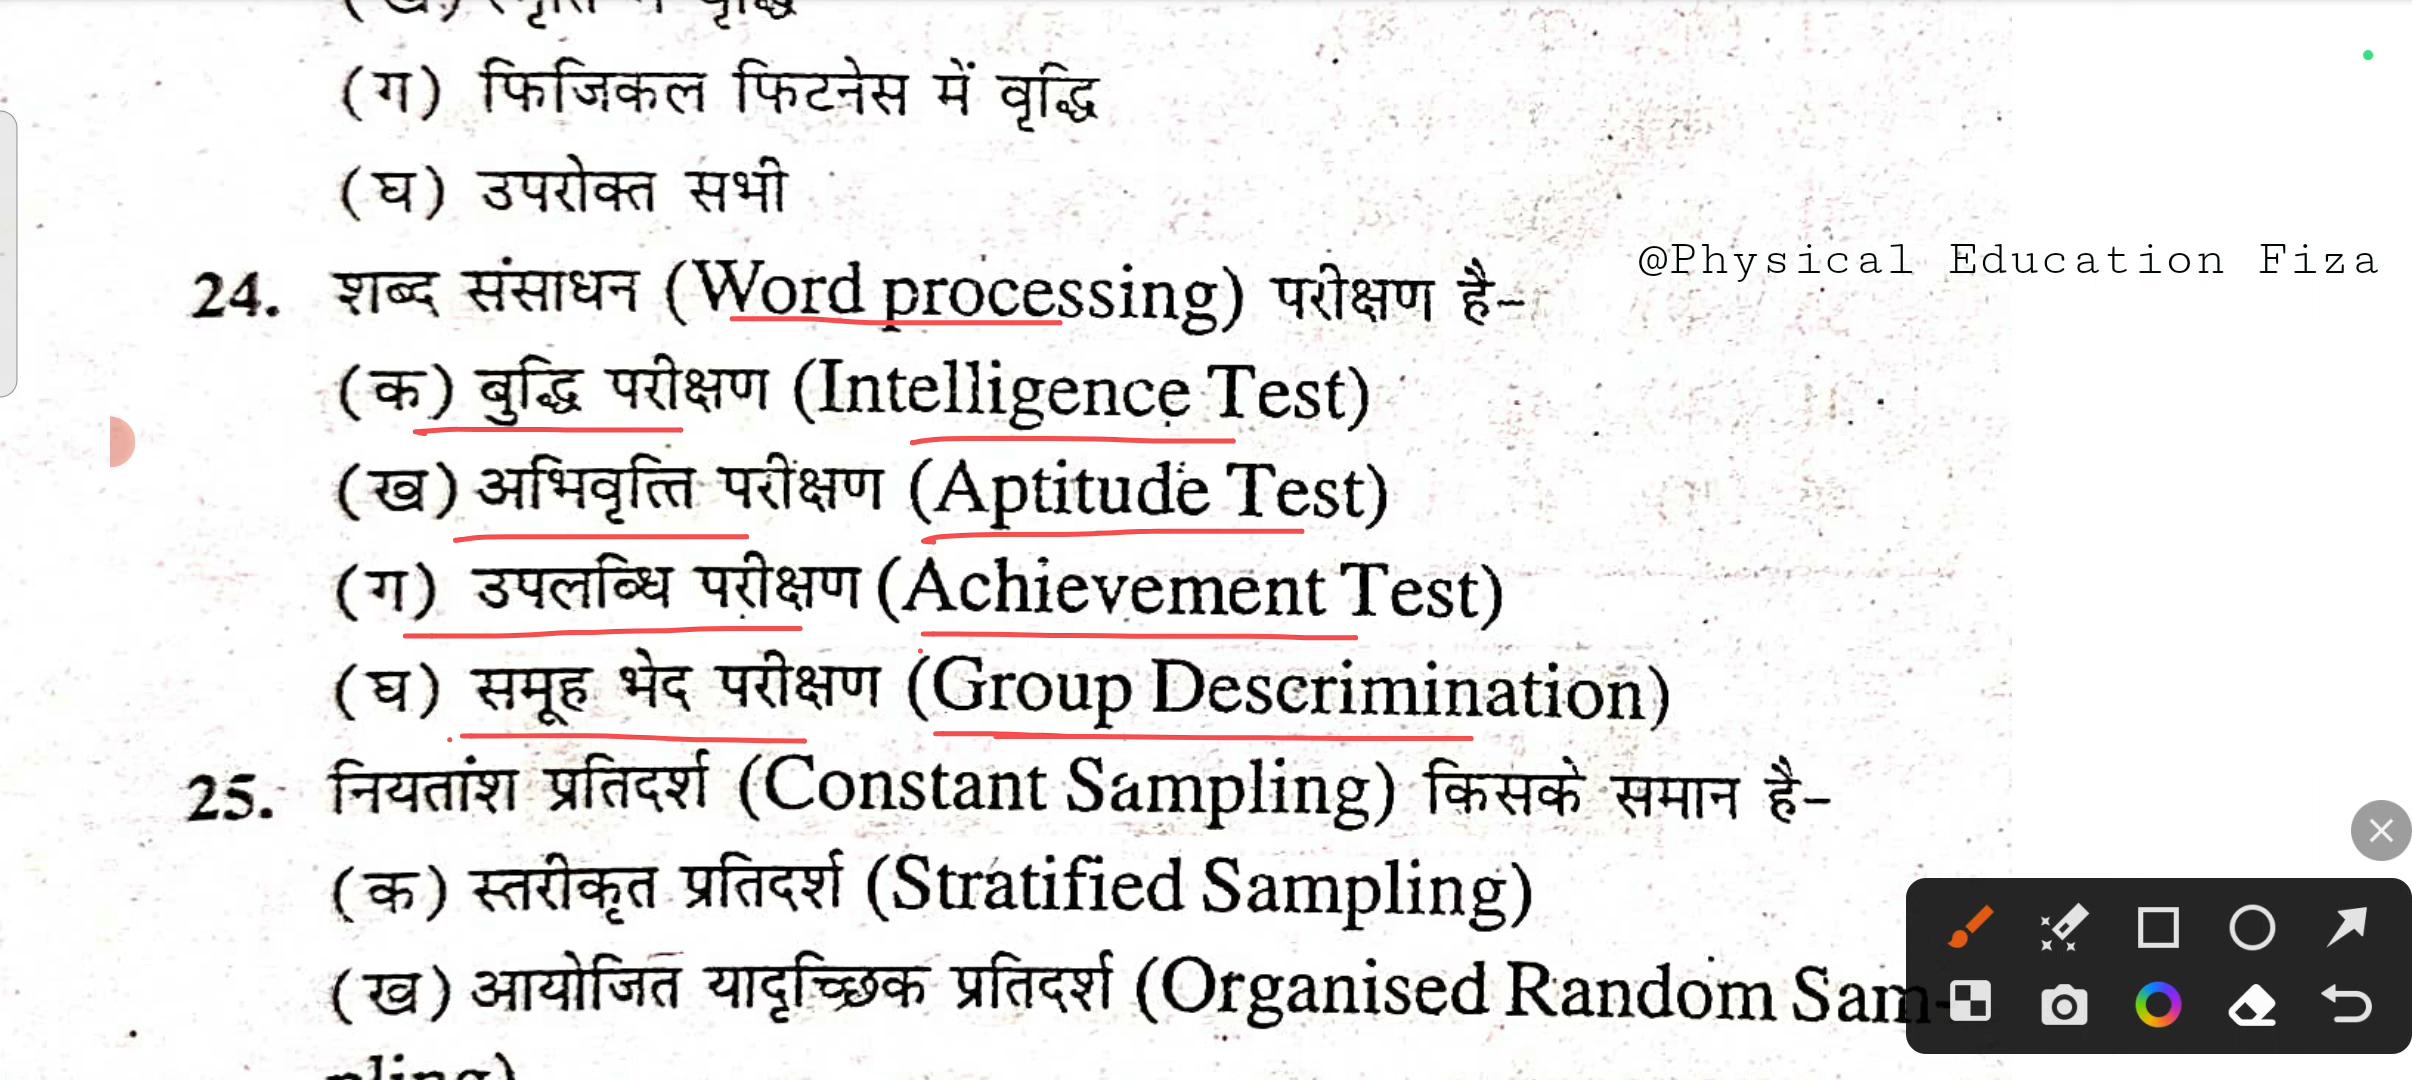 (ग) फिजिकल फिटनेस में वृद्धि
(घ) उपरोक्त सभी
@Physical Education Fiza
24. शब्द संसाधन (Word processing) परीक्षण है-
(क) बुद्धि परीक्षण (Intelligence Test)
(ख) अभिवृत्ति परीक्षण (Aptitude Test)
(ग) उपलब्धि परीक्षण (Achievement Test)
(घ) समूह भेद परीक्षण (Group Descrimination)
25. नियतांश प्रतिदर्श (Constant Sampling) किसके समान है-
(क) स्तरीकृत प्रतिदर्श (Stratified Sampling)
(ख) आयोजित यादृच्छिक प्रतिदर्श (Organised Random Sam-
pling)